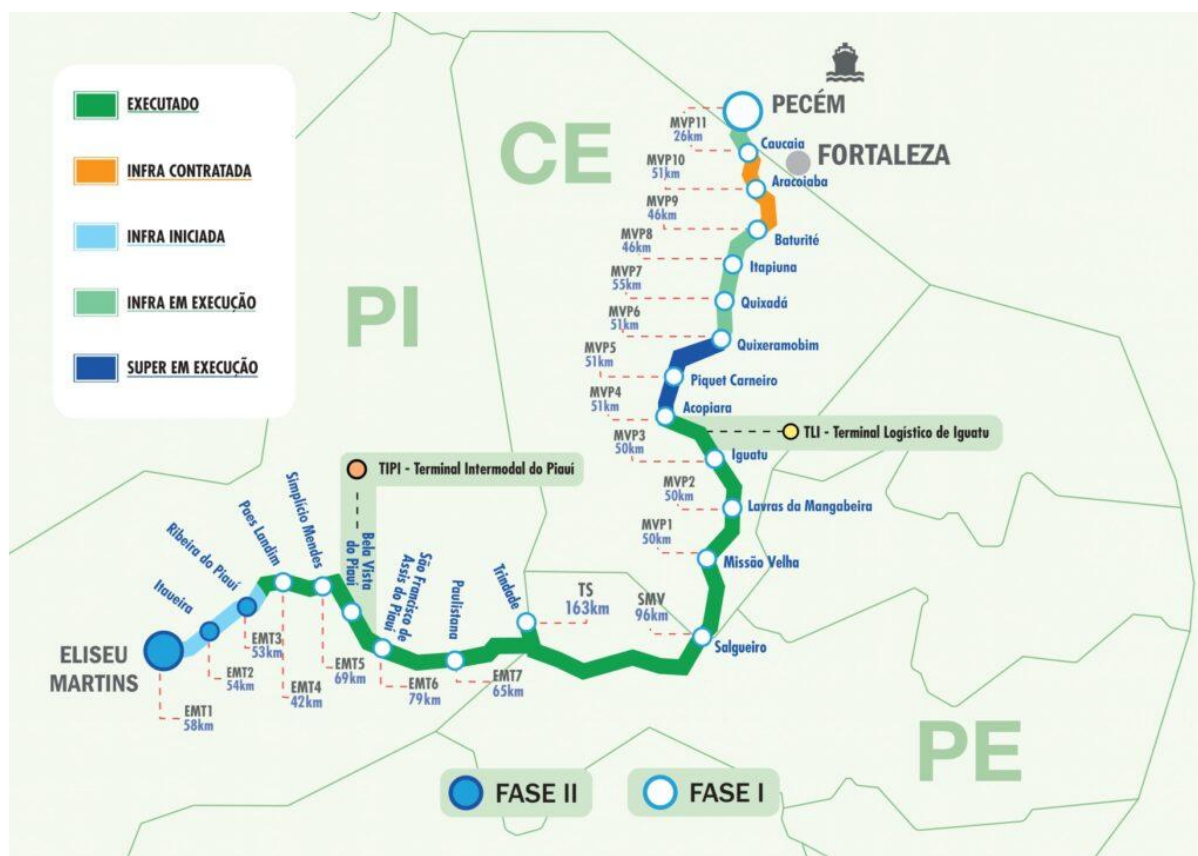 EXECUTADO
INFRA CONTRATADA
INFRA INICIADA
INFRA EM EXECUÇÃO
SUPER EM EXECUÇÃO
CE
PI
PE
PECÉM
FORTALEZA
MVP11
26km
Caucaia
MVP10
51km
Aracoiaba
MVP9
46km
Baturité
MVP8
46km
Itapiuna
MVP7
55km
Quixadá
MVP6
51km
Quixeramobim
MVP5
51km
Piquet Carneiro
MVP4
51km
Acopiara
TLI - Terminal Logístico de Iguatu
MVP3
50km
Iguatu
MVP2
50km
Lavras da Mangabeira
MVP1
50km
Missão Velha
SMV
96km
Salgueiro
TS
163km
Trindade
TIPI - Terminal Intermodal do Piauí
Simplício Mendes
Paes Landim
Ribeira do Piauí
Itaueira
Bela Vista
do Piauí
São Francisco de
Assis do Piauí
Paulistana
ELISEU
MARTINS
EMT1
58km
EMT2
54km
EMT3
53km
EMT4
42km
EMT5
69km
EMT6
79km
EMT7
65km
FASE II
FASE I